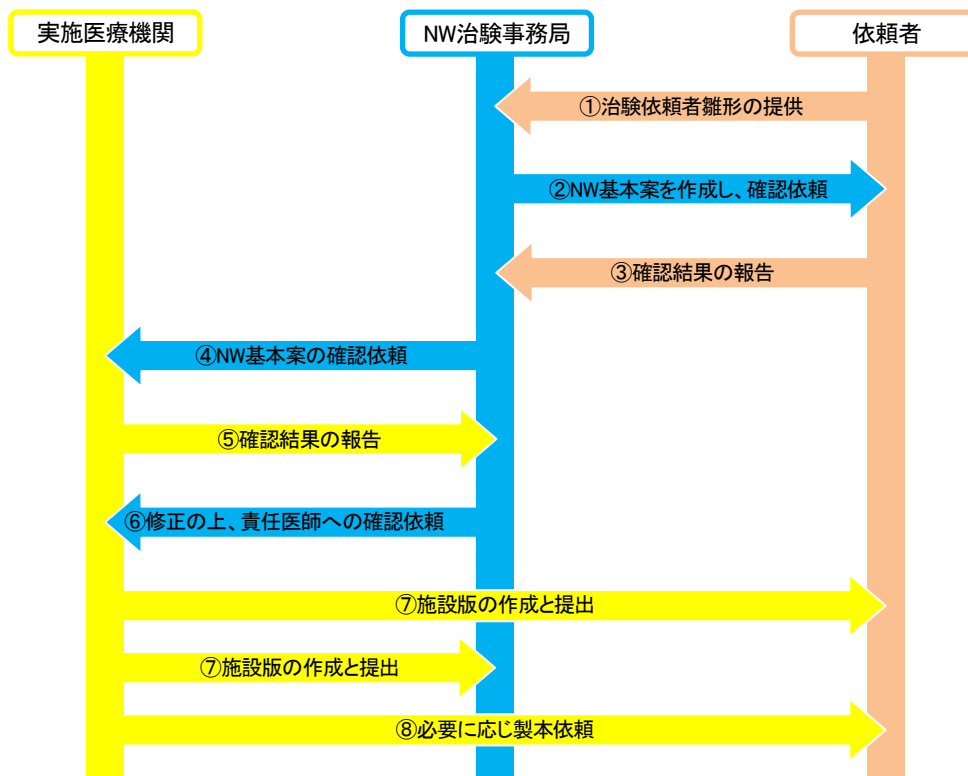 実施医療機関
NW治験事務局
依頼者
①治験依頼者雛形の提供
②NW基本案を作成し、確認依頼
③確認結果の報告
④NW基本案の確認依頼
⑤確認結果の報告
⑥修正の上、責任医師への確認依頼
⑦施設版の作成と提出
⑦施設版の作成と提出
⑧必要に応じ製本依頼